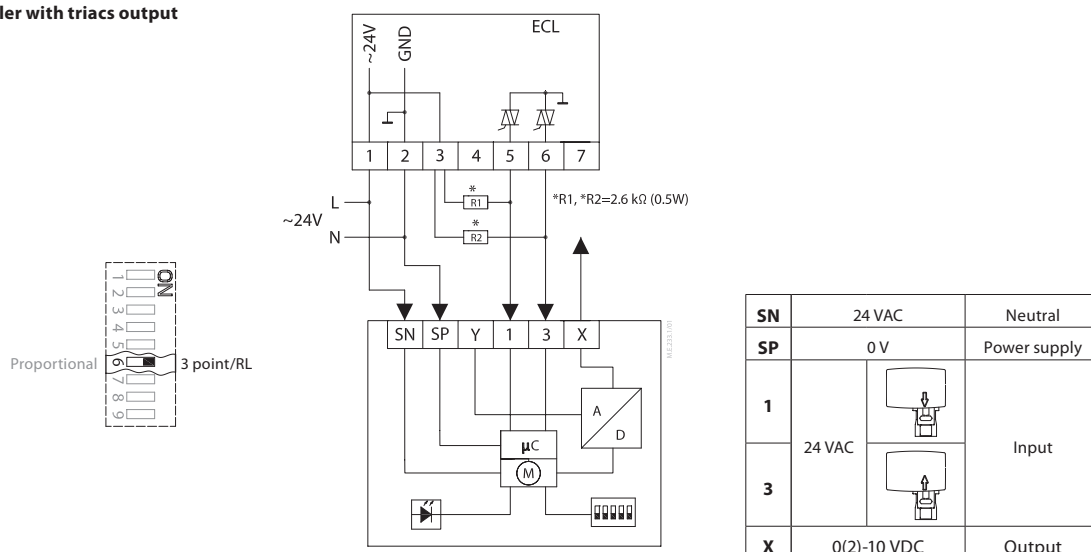 ler with triacs output
ECL
~24V
GND
1 2 3 4 5 6 7
*
R1
*R1, *R2=2.6 kΩ (0.5W)
L
~24V
*
R2
N
ON
1
2
3
4
5
Proportional 6 3 point/RL
7
8
9
SN SP Y 1 3 X
A
D
µC
M
SN 24 VAC Neutral
SP 0 V Power supply
1
24 VAC Input
3
X 0(2)-10 VDC Output